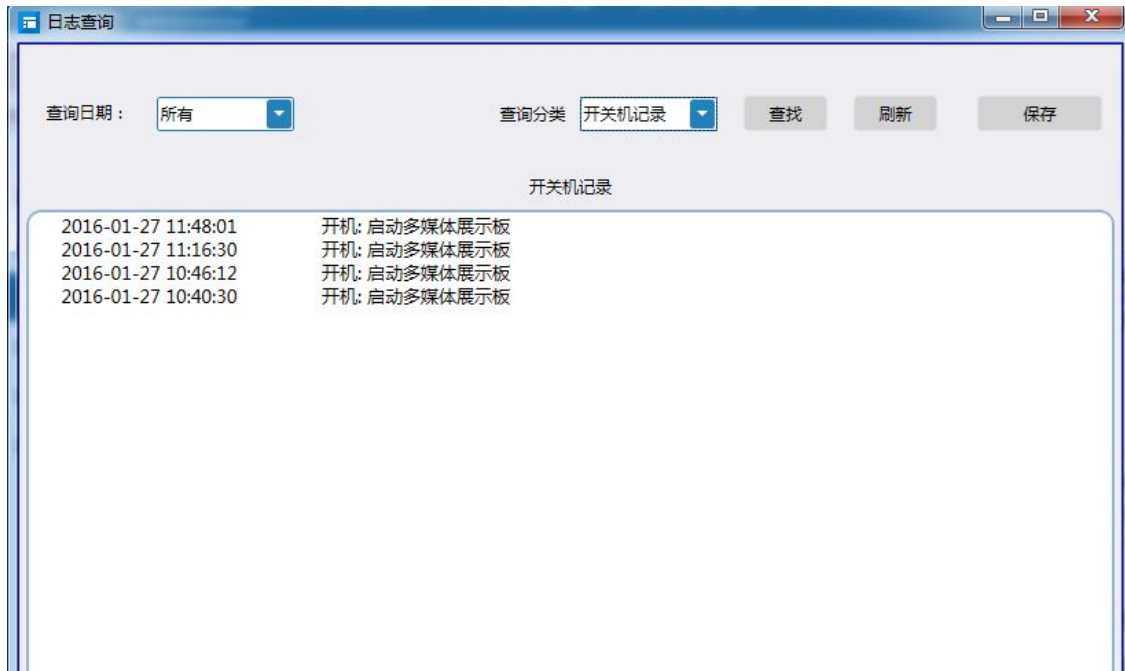 日志查询
查询日期： 所有 查询分类 开关机记录 查找 刷新 保存
开关机记录
2016-01-27 11:48:01 开机: 启动多媒体展示板
2016-01-27 11:16:30 开机: 启动多媒体展示板
2016-01-27 10:46:12 开机: 启动多媒体展示板
2016-01-27 10:40:30 开机: 启动多媒体展示板